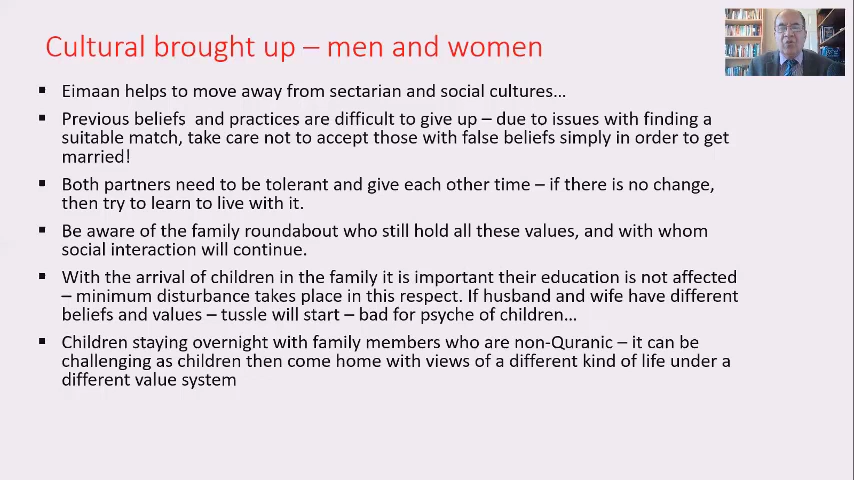 Cultural brought up – men and women
▪ Eimaan helps to move away from sectarian and social cultures…
▪ Previous beliefs and practices are difficult to give up – due to issues with finding a
suitable match, take care not to accept those with false beliefs simply in order to get
married!
▪ Both partners need to be tolerant and give each other time – if there is no change,
then try to learn to live with it.
▪ Be aware of the family roundabout who still hold all these values, and with whom
social interaction will continue.
▪ With the arrival of children in the family it is important their education is not affected
– minimum disturbance takes place in this respect. If husband and wife have different
beliefs and values – tussle will start – bad for psyche of children…
▪ Children staying overnight with family members who are non-Quranic – it can be
challenging as children then come home with views of a different kind of life under a
different value system